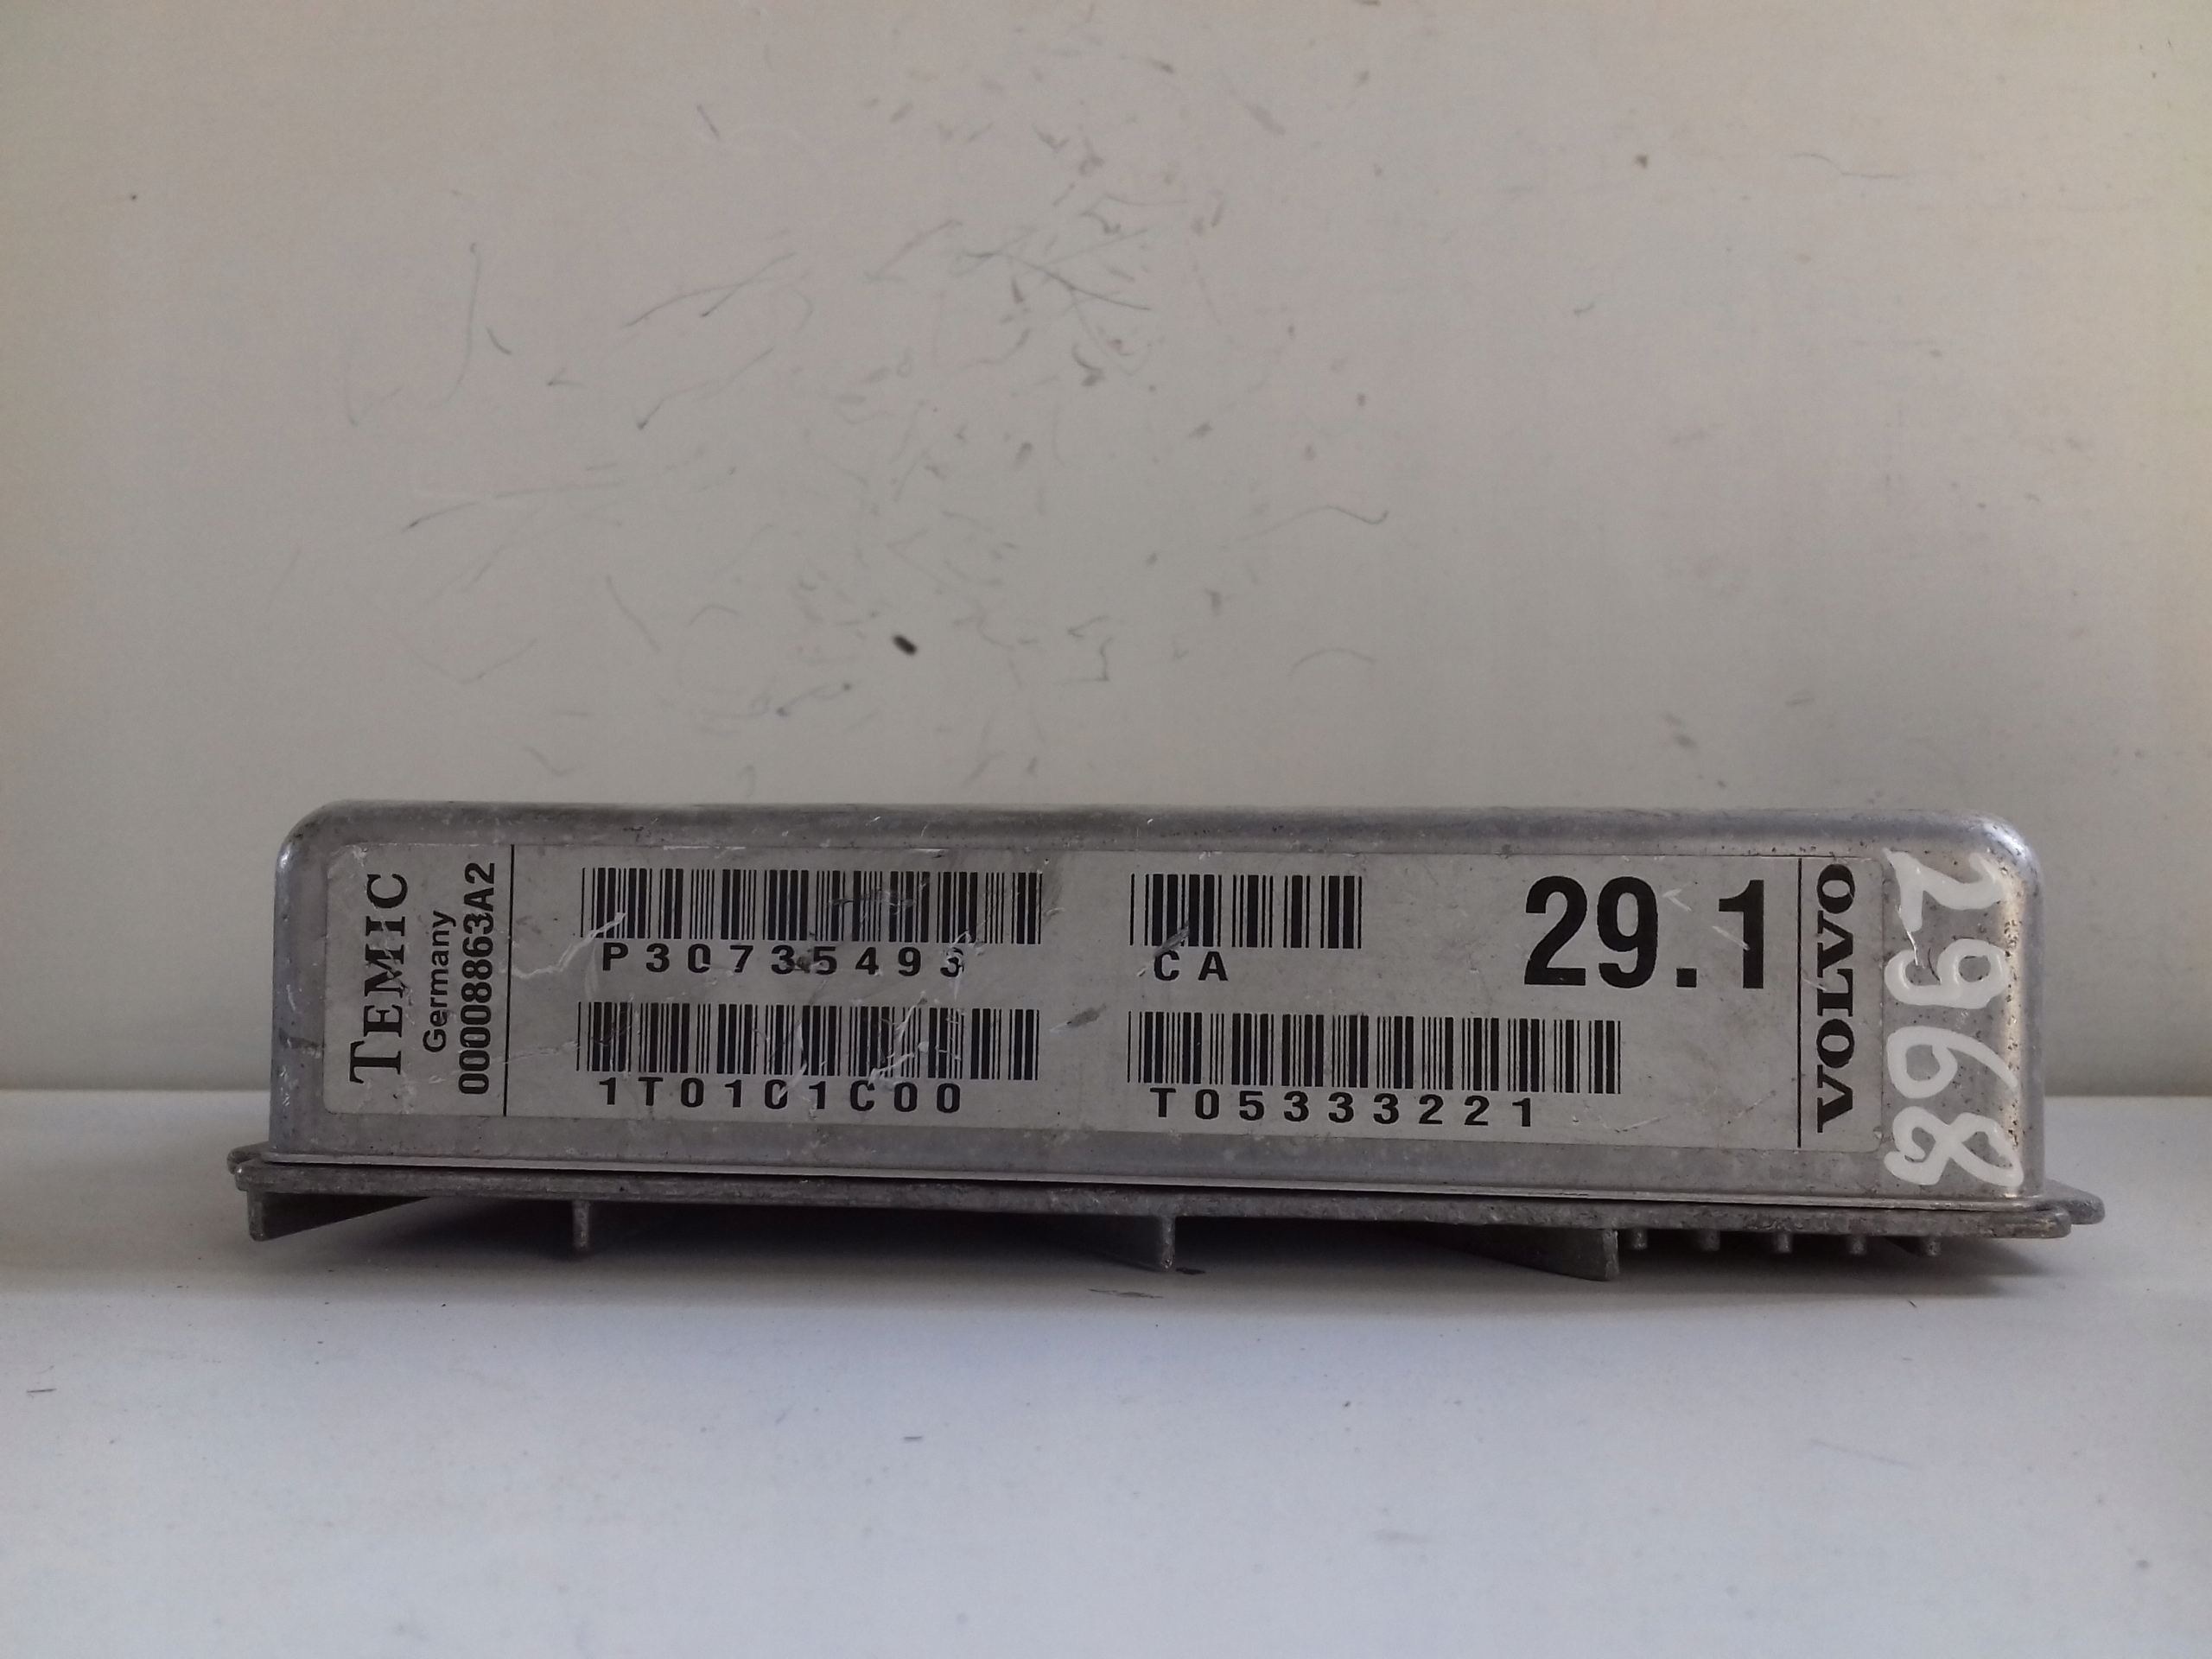 TEMIC
Germany
00008863A2
P30735493
CA
29.1
1T0101C00
T05333221
VOLVO
2968